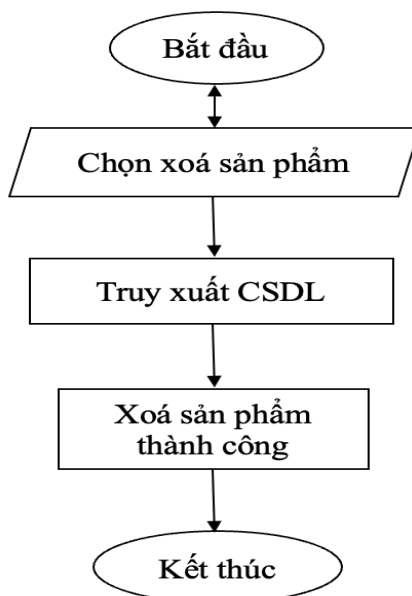 Bắt đầu
Chọn xoá sản phẩm
Truy xuất CSDL
Xoá sản phẩm
thành công
Kết thúc